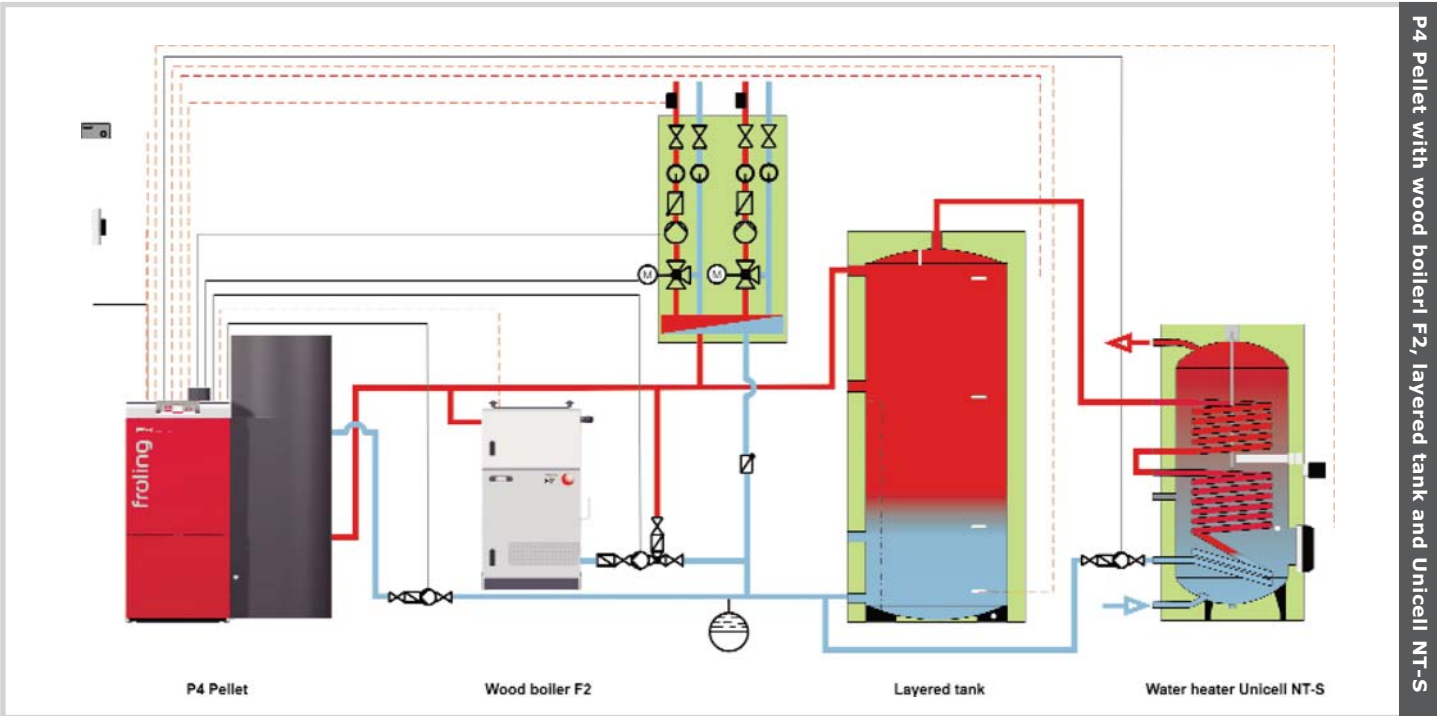 P4 Pellet with wood boilerl F2, layered tank and Unicell NT-S
M
M
froling
P4 Pellet
Wood boiler F2
Layered tank
Water heater Unicell NT-S